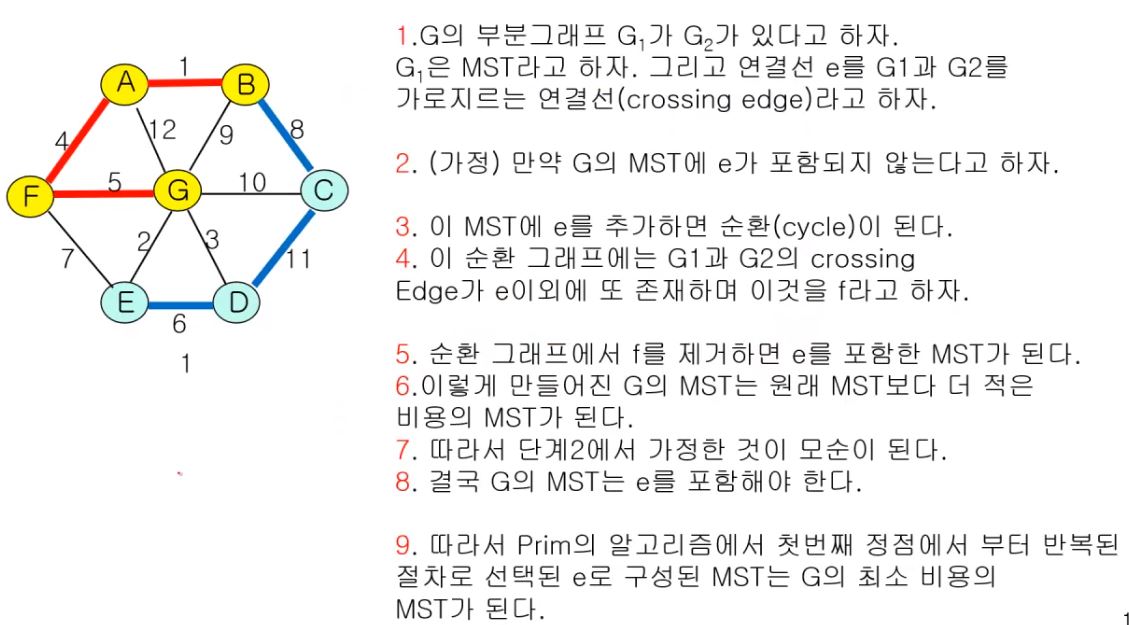 1.G의 부분그래프 G₁가 G₂가 있다고 하자.
G₁은 MST라고 하자. 그리고 연결선 e를 G1과 G2를
가로지르는 연결선(crossing edge)라고 하자.
2. (가정) 만약 G의 MST에 e가 포함되지 않는다고 하자.
3. 이 MST에 e를 추가하면 순환(cycle)이 된다.
4. 이 순환 그래프에는 G1과 G2의 crossing
Edge가 e이외에 또 존재하며 이것을 f라고 하자.
5. 순환 그래프에서 f를 제거하면 e를 포함한 MST가 된다.
6.이렇게 만들어진 G의 MST는 원래 MST보다 더 적은
비용의 MST가 된다.
7. 따라서 단계2에서 가정한 것이 모순이 된다.
8. 결국 G의 MST는 e를 포함해야 한다.
9. 따라서 Prim의 알고리즘에서 첫번째 정점에서 부터 반복된
절차로 선택된 e로 구성된 MST는 G의 최소 비용의
MST가 된다.
1
A
B
4
12
9
8
F
5
G
10
C
7
2
3
11
E
D
6
1
1